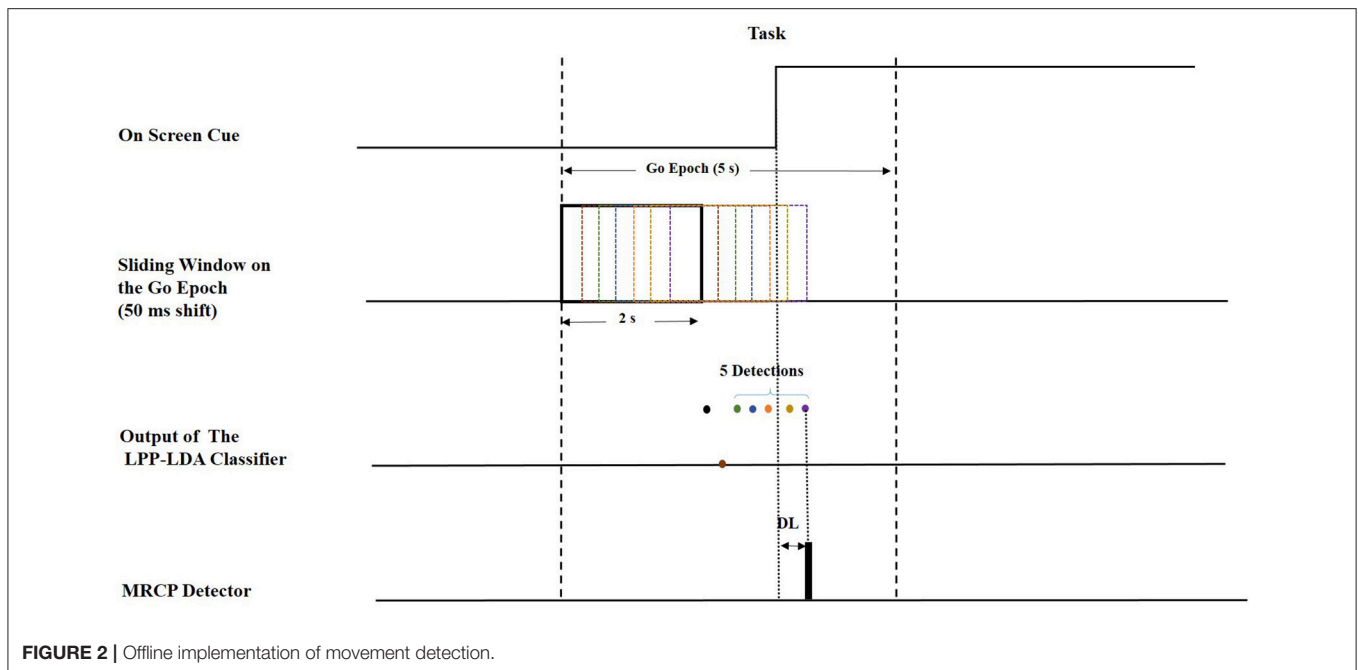 Task
On Screen Cue
Go Epoch (5 s)
Sliding Window on
the Go Epoch
(50 ms shift)
2 s
5 Detections
Output of The
LPP-LDA Classifier
DL
MRCP Detector
FIGURE 2 | Offline implementation of movement detection.